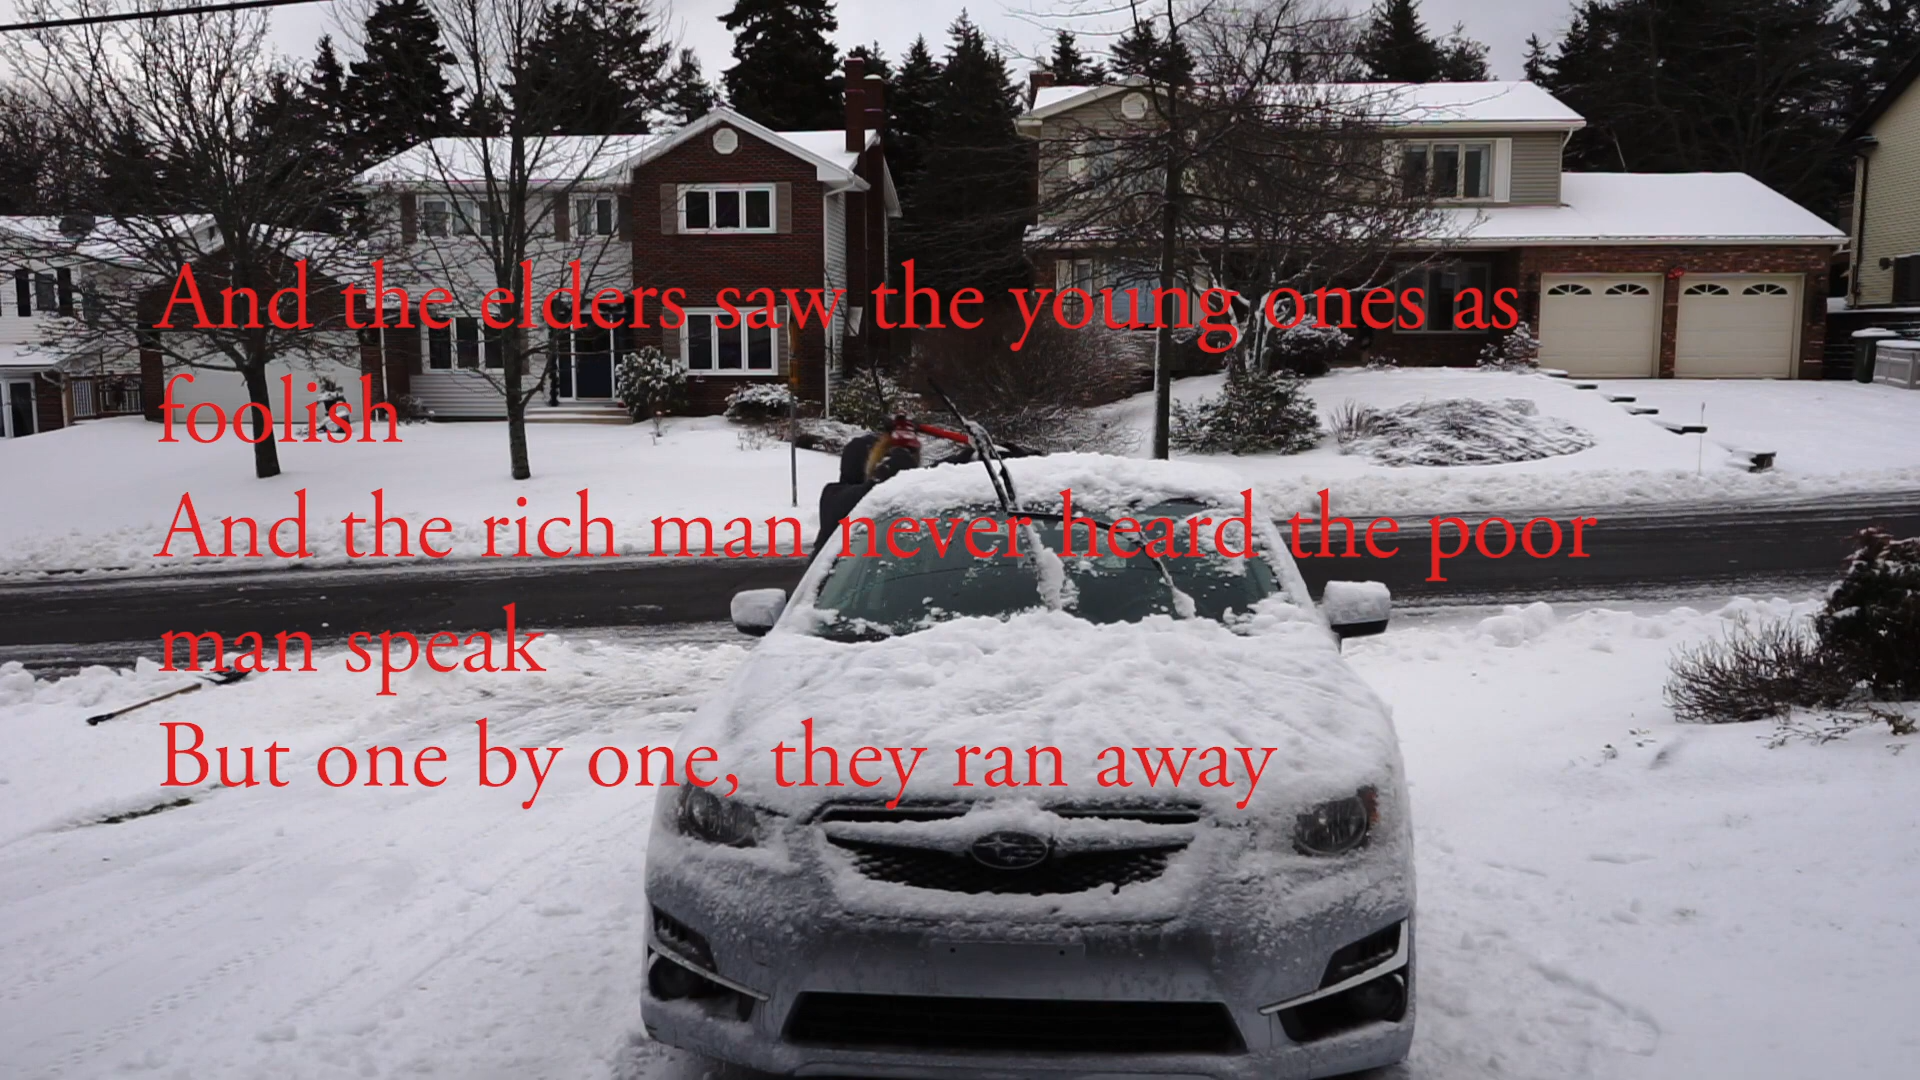 And the elders saw the young ones as
foolish
And the rich man never heard the poor
man speak
But one by one, they ran away